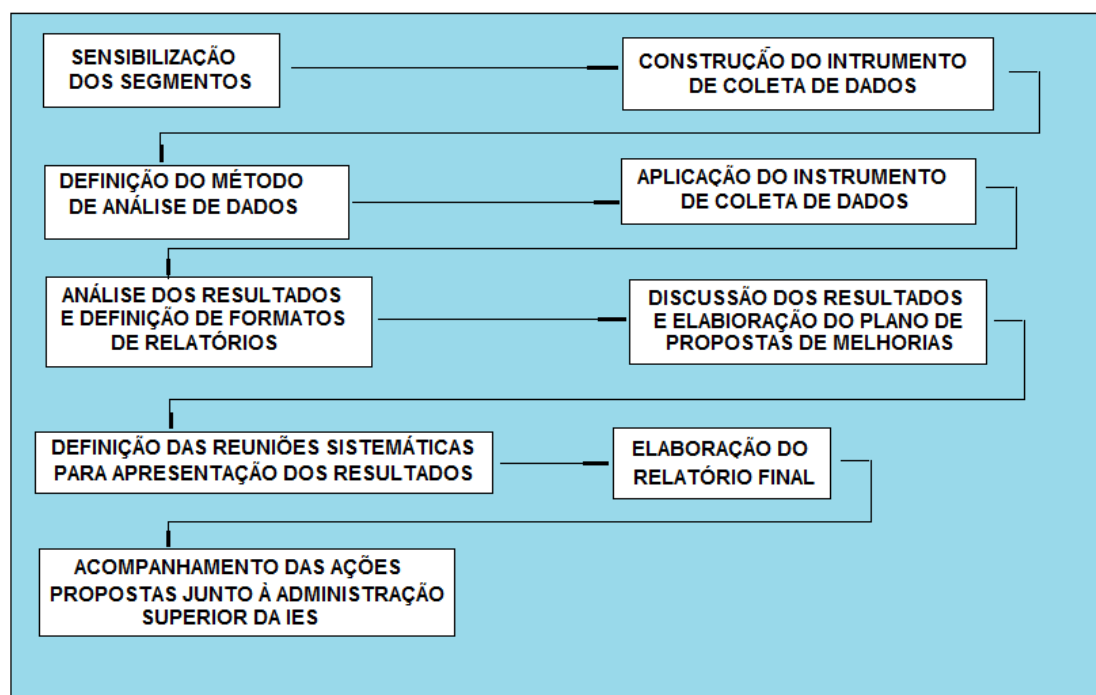 SENSIBILIZAÇÃO
DOS SEGMENTOS
CONSTRUÇÃO DO INTRUMENTO
DE COLETA DE DADOS
DEFINIÇÃO DO MÉTODO
DE ANÁLISE DE DADOS
APLICAÇÃO DO INSTRUMENTO
DE COLETA DE DADOS
ANÁLISE DOS RESULTADOS
E DEFINIÇÃO DE FORMATOS
DE RELATÓRIOS
DISCUSSÃO DOS RESULTADOS
E ELABIORAÇÃO DO PLANO DE
PROPOSTAS DE MELHORIAS
DEFINIÇÃO DAS REUNIÕES SISTEMÁTICAS
PARA APRESENTAÇÃO DOS RESULTADOS
ELABORAÇÃO DO
RELATÓRIO FINAL
ACOMPANHAMENTO DAS AÇÕES
PROPOSTAS JUNTO À ADMINISTRAÇÃO
SUPERIOR DA IES